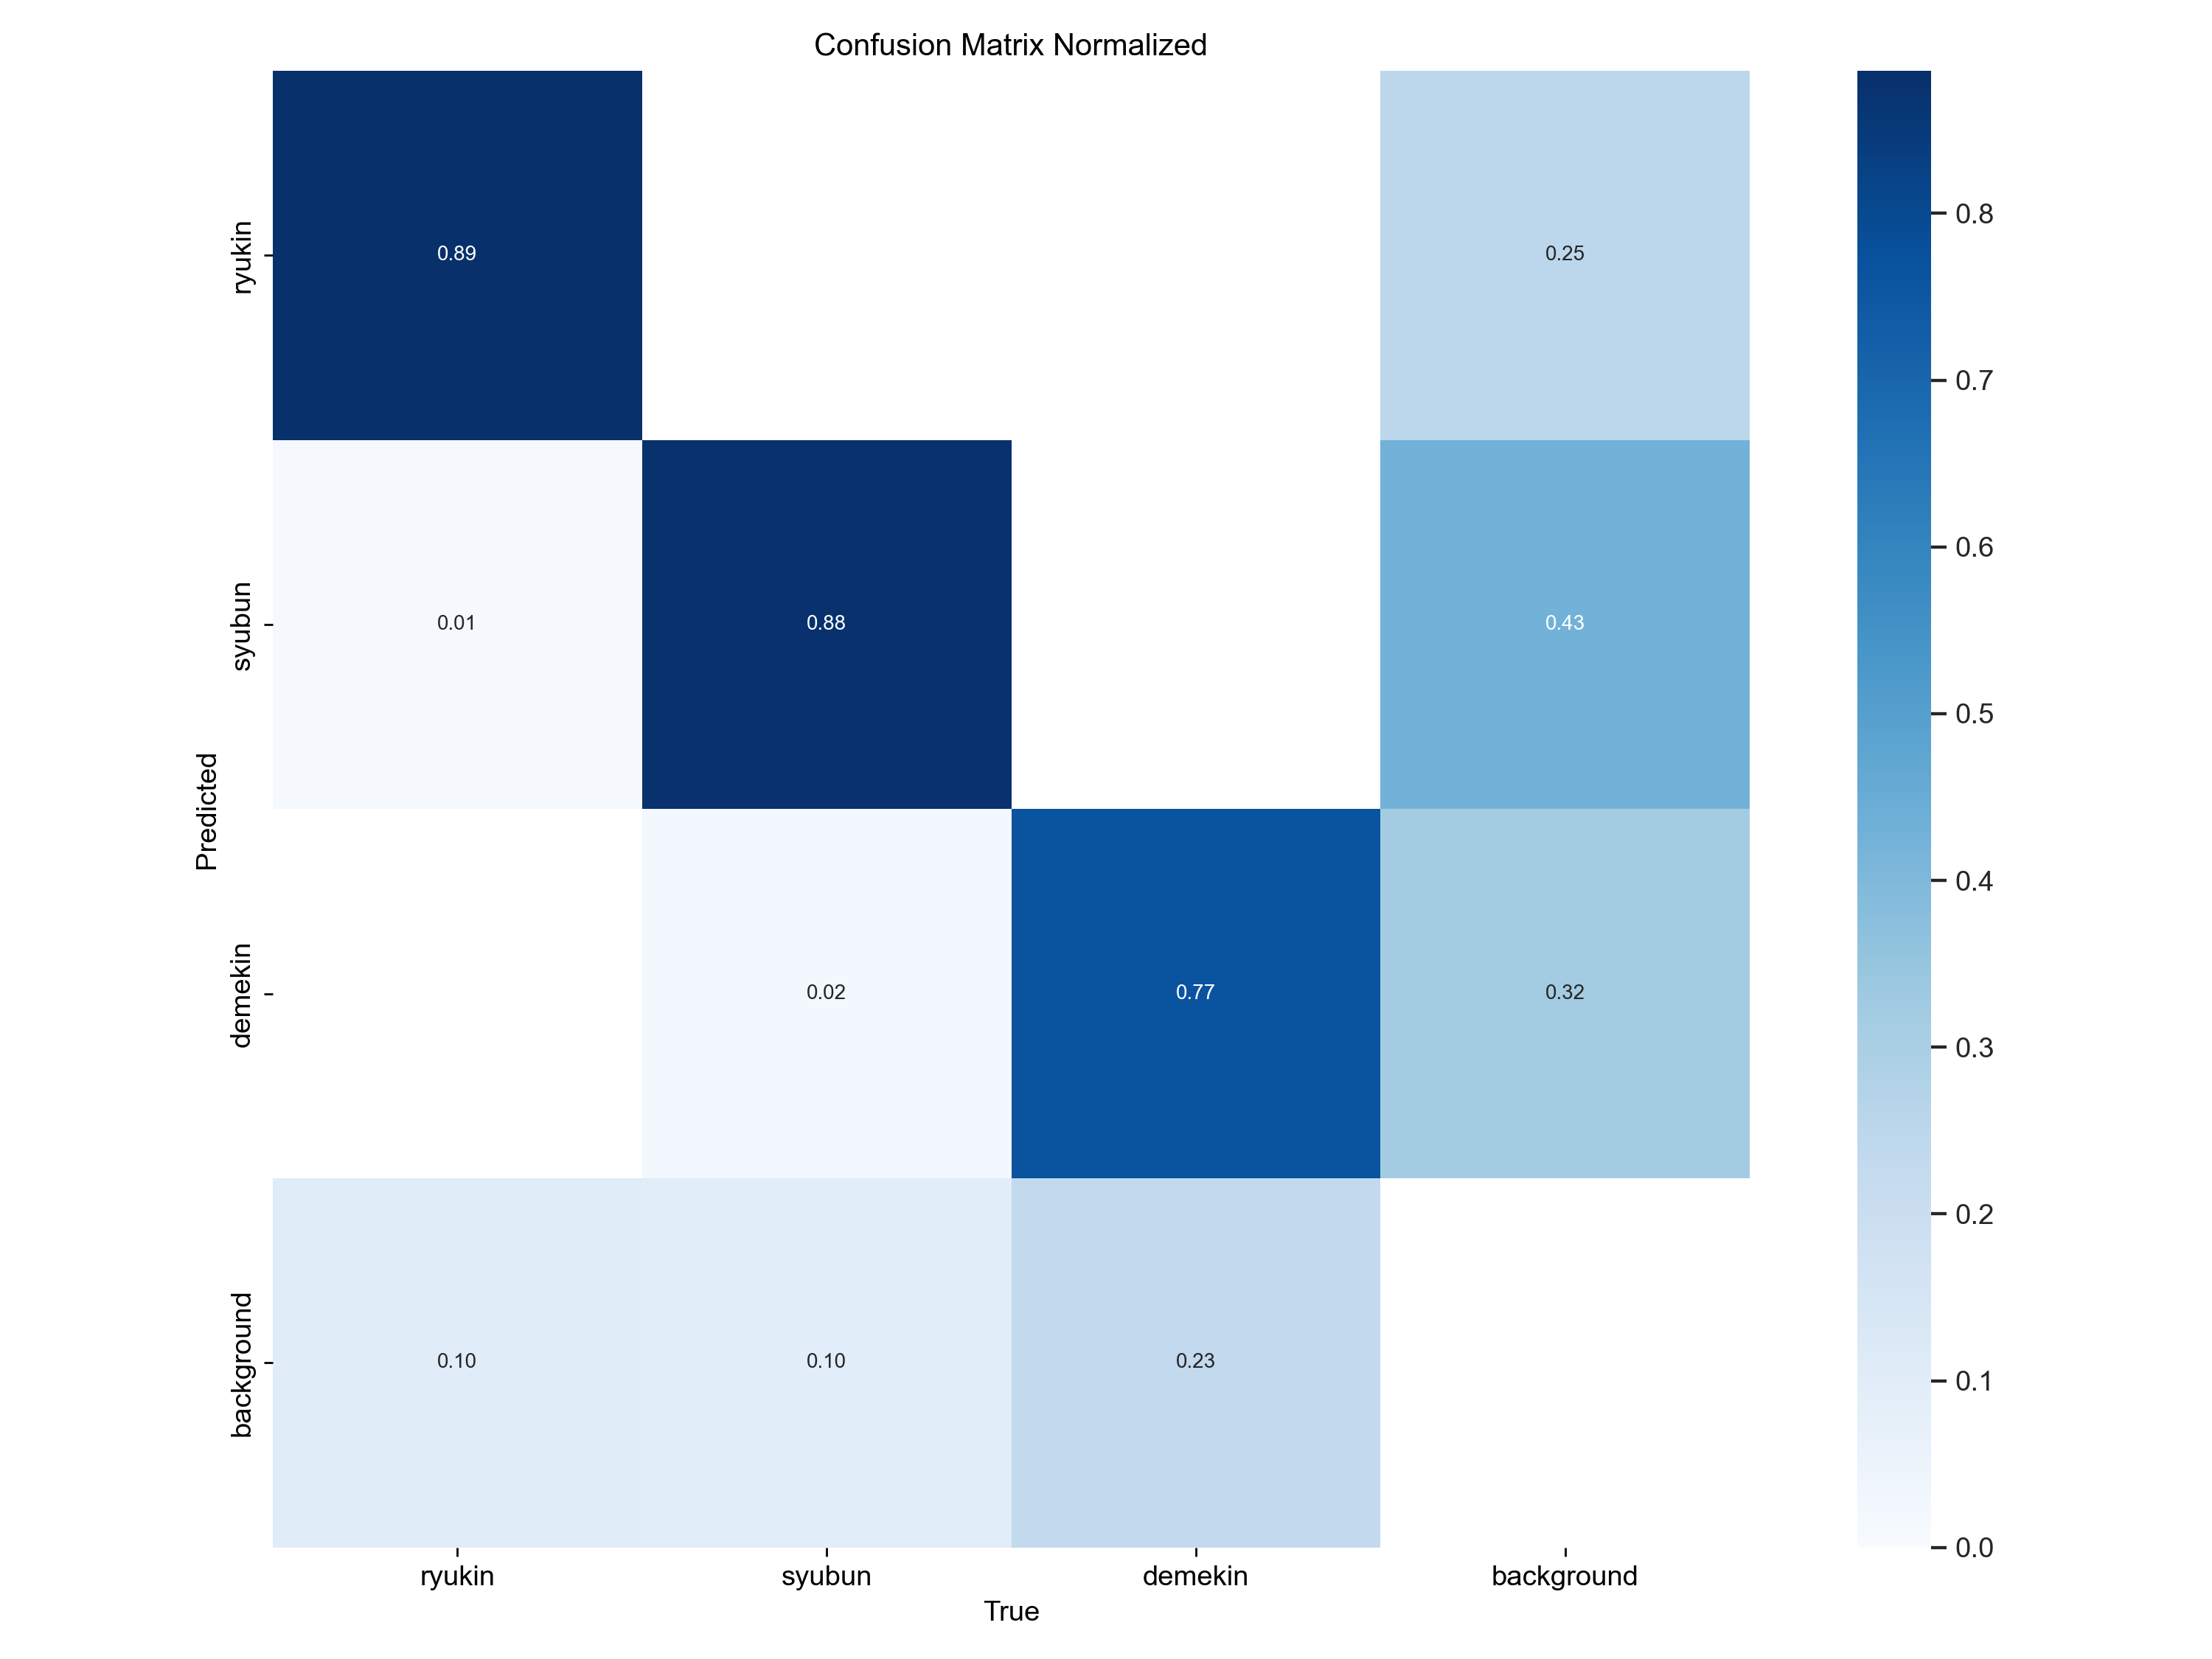 Confusion Matrix Normalized
ryukin
0.89
0.25
syubun
0.01
0.88
0.43
demekin
0.02
0.77
0.32
background
0.10
0.10
0.23
Predicted
ryukin
syubun
demekin
background
True
0.8
0.7
0.6
0.5
0.4
0.3
0.2
0.1
0.0